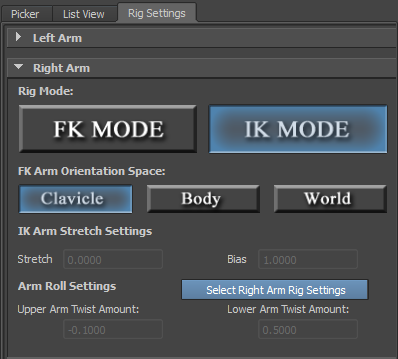 Picker List View Rig Settings
Left Arm
Right Arm
Rig Mode:
FK MODE IK MODE
FK Arm Orientation Space:
Clavicle Body World
IK Arm Stretch Settings
Stretch 0.0000 Bias 1.0000
Arm Roll Settings Select Right Arm Rig Settings
Upper Arm Twist Amount: Lower Arm Twist Amount:
-0.1000 0.5000